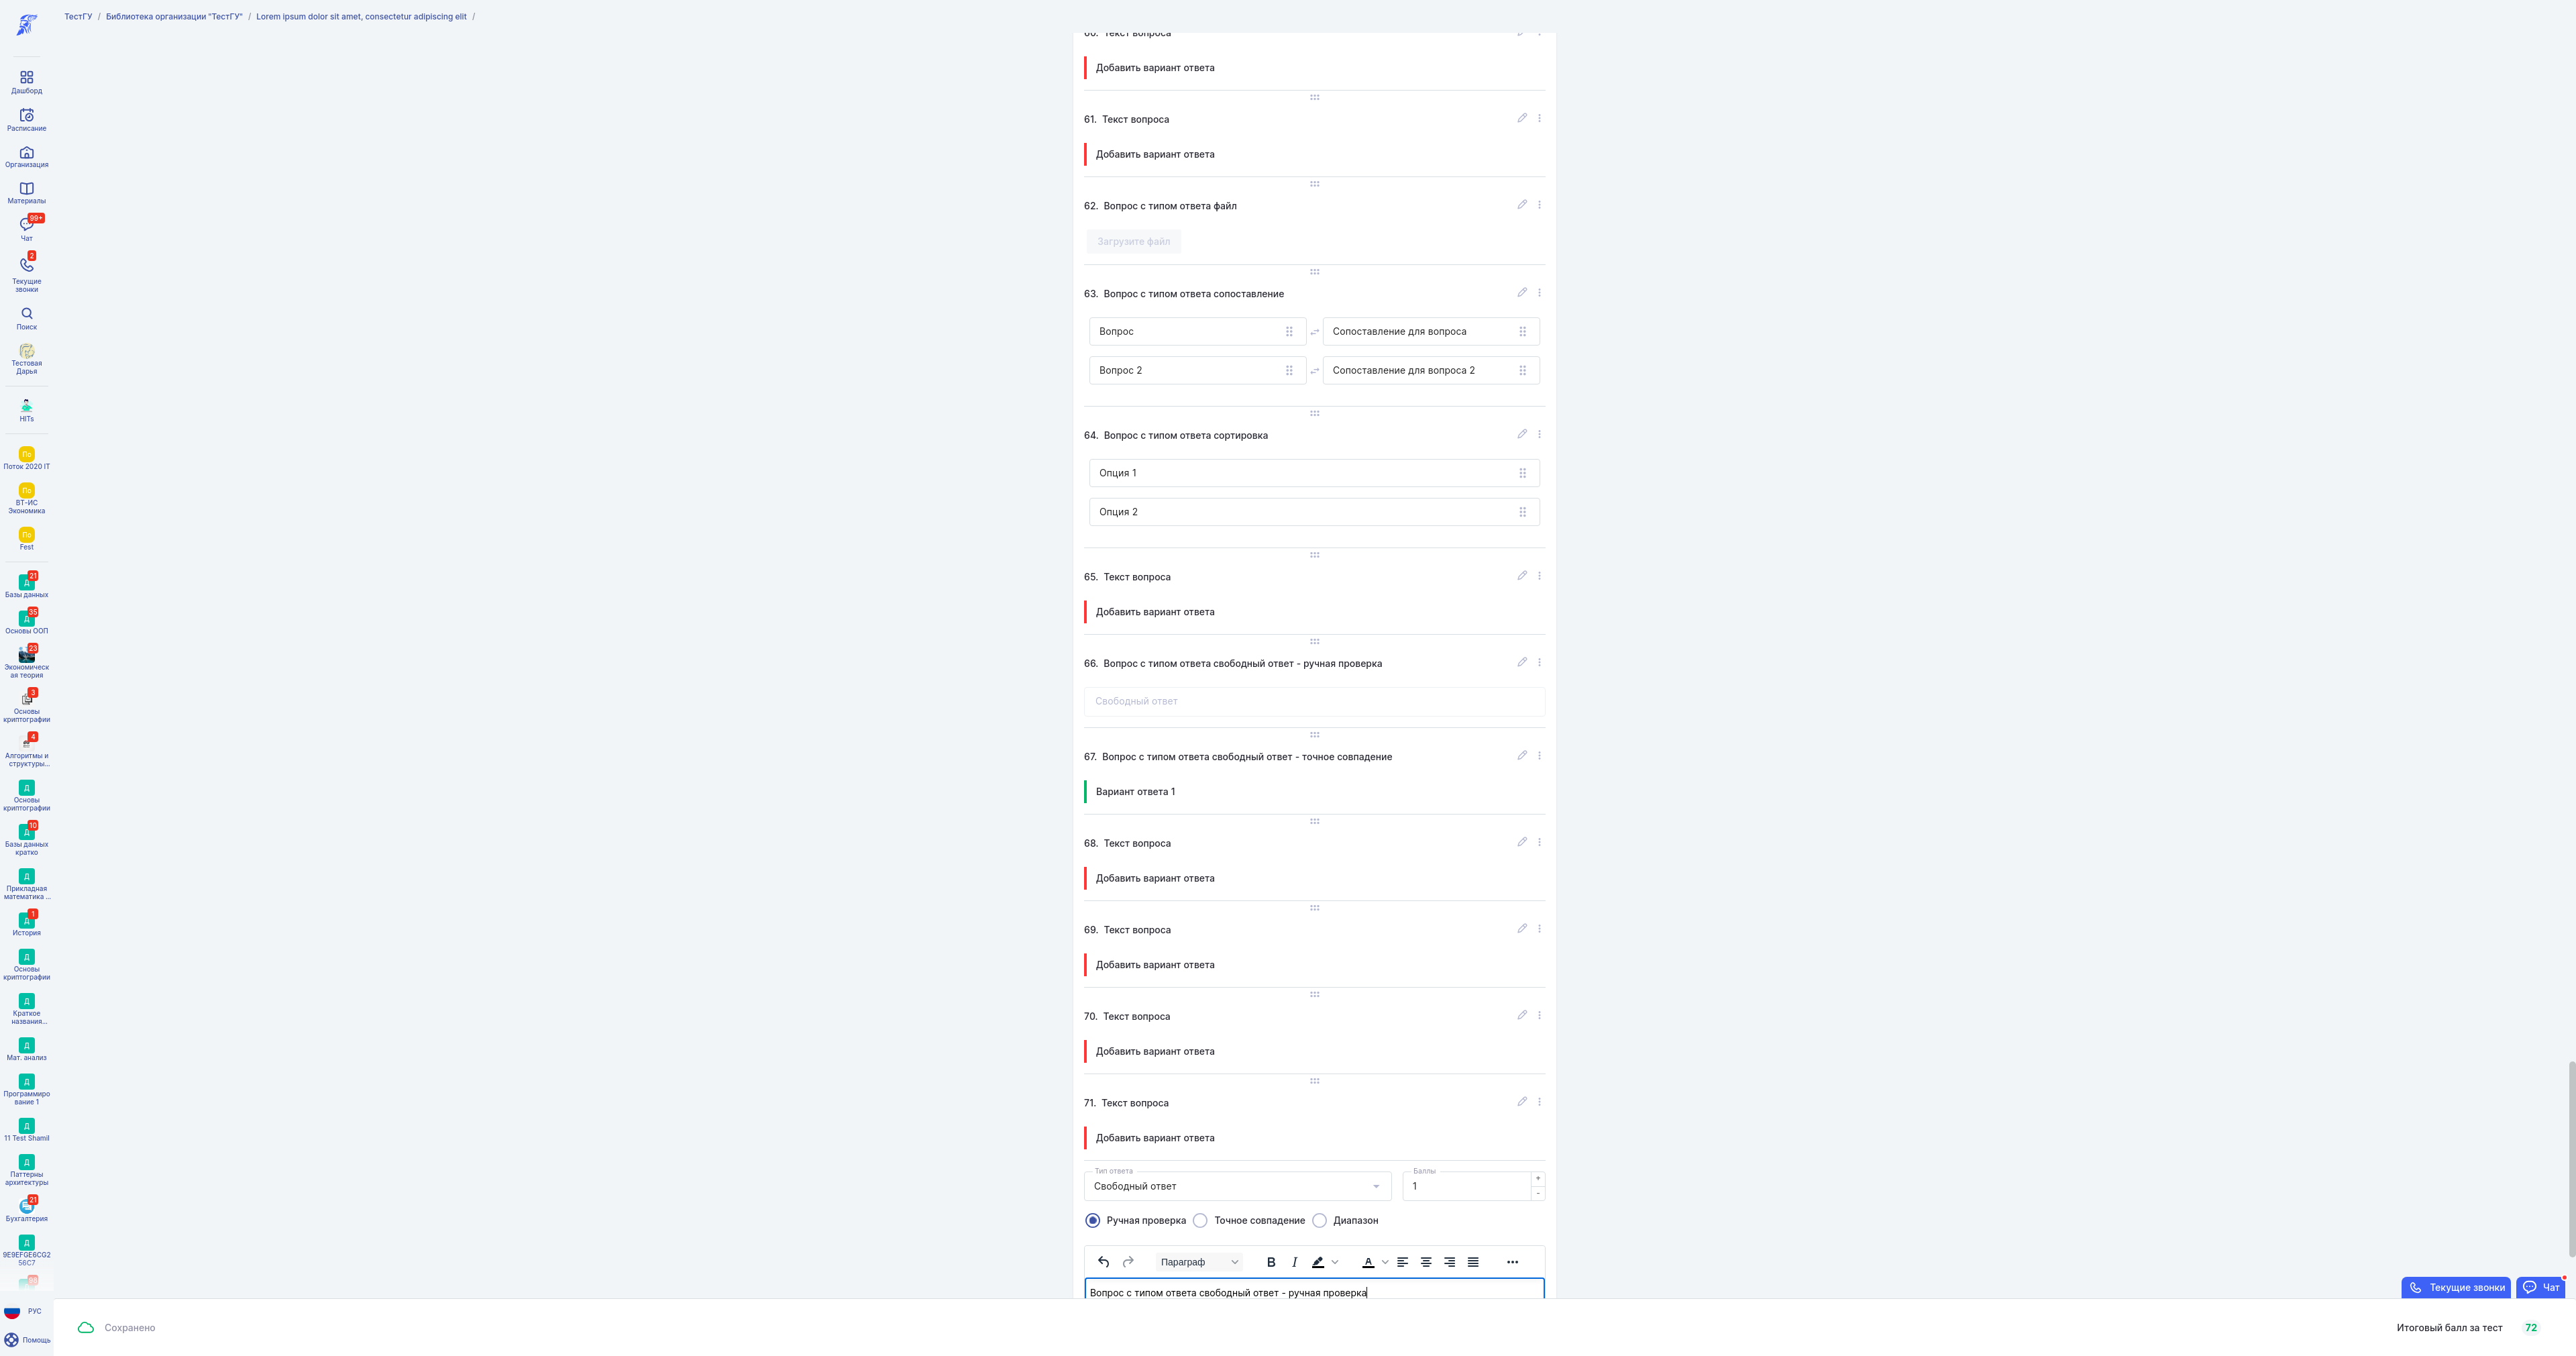 ТестГУ / Библиотека организации "ТестГУ" / Lorem ipsum dolor sit amet, consectetur adipiscing elit /
Дашборд
Расписание
Организация
Материалы
99+
Чат
2
Текущие
звонки
Поиск
Тестовая
Дарья
HITs
По
Поток 2020 IT
По
ВТ-ИС
Экономика
По
Fest
Д
21
Базы данных
Д
35
Основы ООП
23
Экономическ
ая теория
3
Основы
криптографии
4
Алгоритмы и
структуры...
Д
Основы
криптографии
Д
10
Базы данных
кратко
Д
Прикладная
математика ...
Д
1
История
Д
Основы
криптографии
Д
Краткое
названия...
Д
Мат. анализ
Д
Программиро
вание 1
Д
11 Test Shamil
Д
Паттерны
архитектуры
21
Бухгалтерия
Д
9E9EFGE6CG2
56C7
98
РУС
Помощь
60. Текст вопроса
Добавить вариант ответа
61. Текст вопроса
Добавить вариант ответа
62. Вопрос с типом ответа файл
Загрузите файл
63. Вопрос с типом ответа сопоставление
Вопрос
Сопоставление для вопроса
Вопрос 2
Сопоставление для вопроса 2
64. Вопрос с типом ответа сортировка
Опция 1
Опция 2
65. Текст вопроса
Добавить вариант ответа
66. Вопрос с типом ответа свободный ответ - ручная проверка
Свободный ответ
67. Вопрос с типом ответа свободный ответ - точное совпадение
Вариант ответа 1
68. Текст вопроса
Добавить вариант ответа
69. Текст вопроса
Добавить вариант ответа
70. Текст вопроса
Добавить вариант ответа
71. Текст вопроса
Добавить вариант ответа
Тип ответа
Свободный ответ
Баллы
1
+
-
Ручная проверка
Точное совпадение
Диапазон
Параграф
B
I
A
Вопрос с типом ответа свободный ответ - ручная проверка
Текущие звонки
Чат
Сохранено
Итоговый балл за тест 72